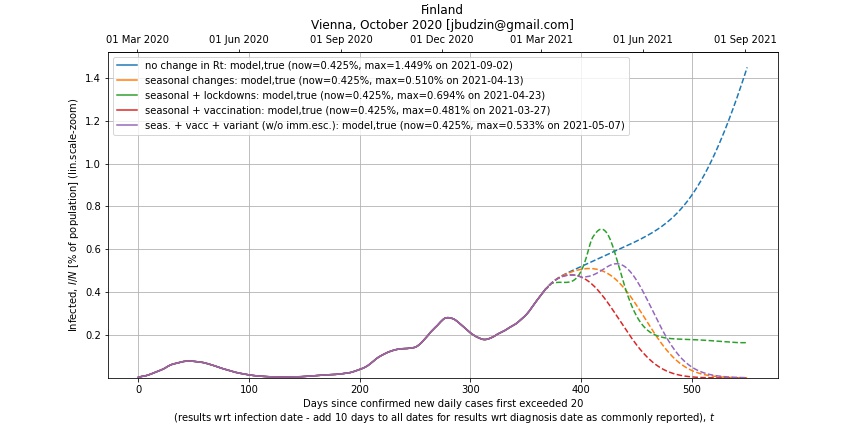 Finland
Vienna, October 2020 [jbudzin@gmail.com]
01 Mar 2020 01 Jun 2020 01 Sep 2020 01 Dec 2020 01 Mar 2021 01 Jun 2021 01 Sep 2021
no change in Rt: model,true (now=0.425%, max=1.449% on 2021-09-02)
seasonal changes: model,true (now=0.425%, max=0.510% on 2021-04-13)
seasonal + lockdowns: model,true (now=0.425%, max=0.694% on 2021-04-23)
seasonal + vaccination: model,true (now=0.425%, max=0.481% on 2021-03-27)
seas. + vacc + variant (w/o imm.esc.): model,true (now=0.425%, max=0.533% on 2021-05-07)
Infected, I/N [% of population] (lin.scale-zoom)
1.4
1.2
1.0
0.8
0.6
0.4
0.2
0 100 200 300 400 500
Days since confirmed new daily cases first exceeded 20
(results wrt infection date - add 10 days to all dates for results wrt diagnosis date as commonly reported), t